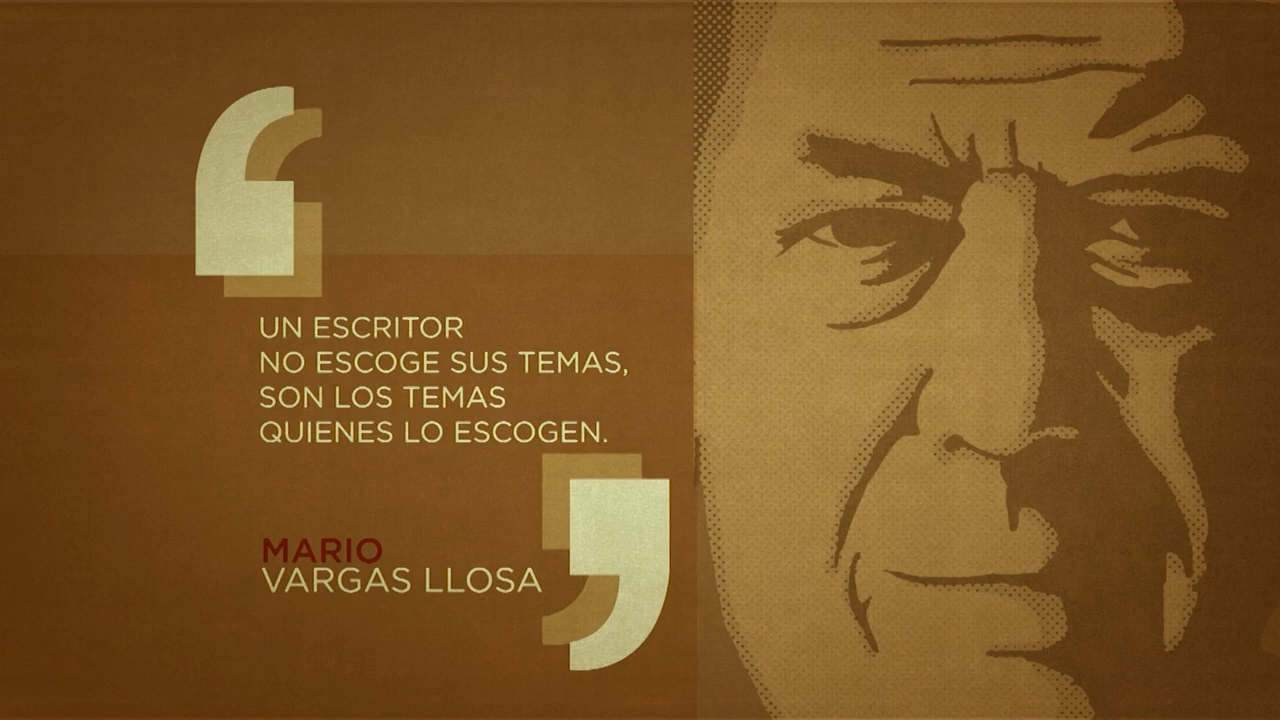 UN ESCRITOR
NO ESCOGE SUS TEMAS,
SON LOS TEMAS
QUIENES LO ESCOGEN.
MARIO
VARGAS LLOSA